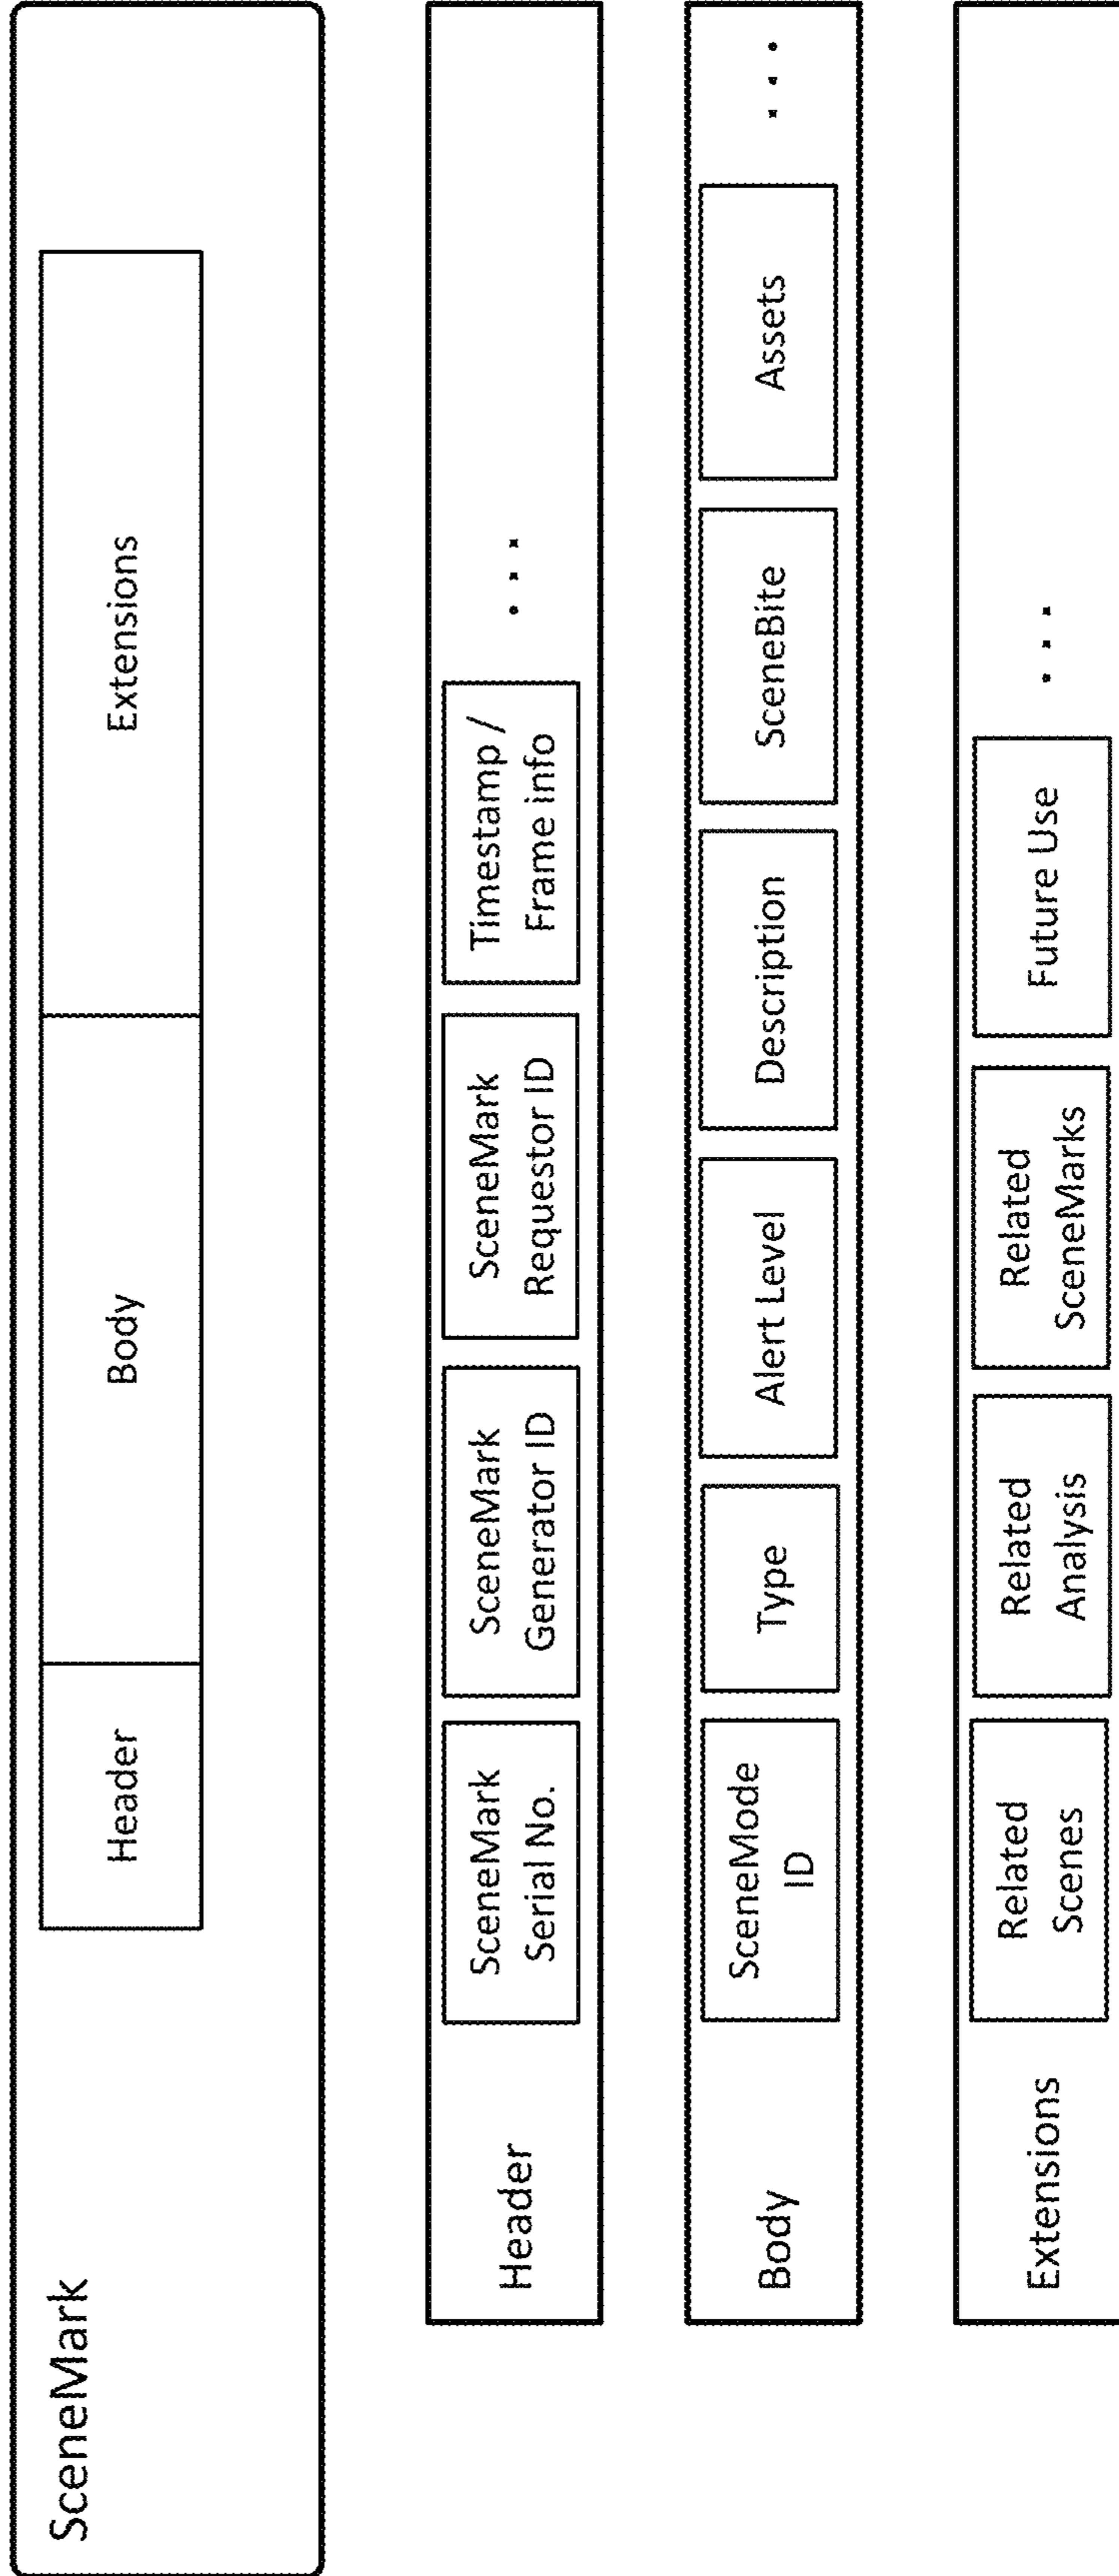 SceneMark
Header
Body
Extensions
Header
SceneMark
Serial No.
SceneMark
Generator ID
SceneMark
Requestor ID
Timestamp /
Frame info
. . .
Body
SceneMode
ID
Type
Alert Level
Description
SceneBite
Assets
. . .
Extensions
Related
Scenes
Related
Analysis
Related
SceneMarks
Future Use
. . .